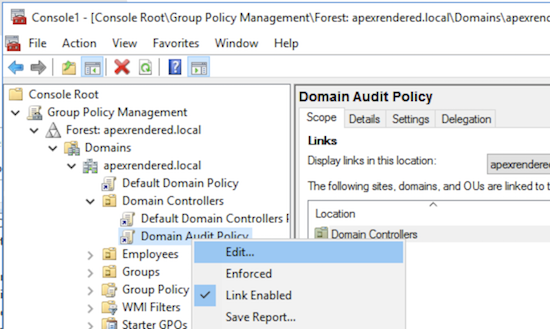 Console1 - [Console Root\Group Policy Management\Forest: apexrendered.local\Domains\apexrende
File Action View Favorites Window Help
Console Root
Group Policy Management
Forest: apexrendered.local
Domains
apexrendered.local
Default Domain Policy
Domain Controllers
Default Domain Controllers P
Domain Audit Policy
Employees
Groups
Group Policy
WMI Filters
Starter GPOs
Edit...
Enforced
Link Enabled
Save Report...
Domain Audit Policy
Scope Details Settings Delegation
Links
Display links in this location:
apexrendered
The following sites, domains, and OUs are linked to t
Location
Domain Controllers